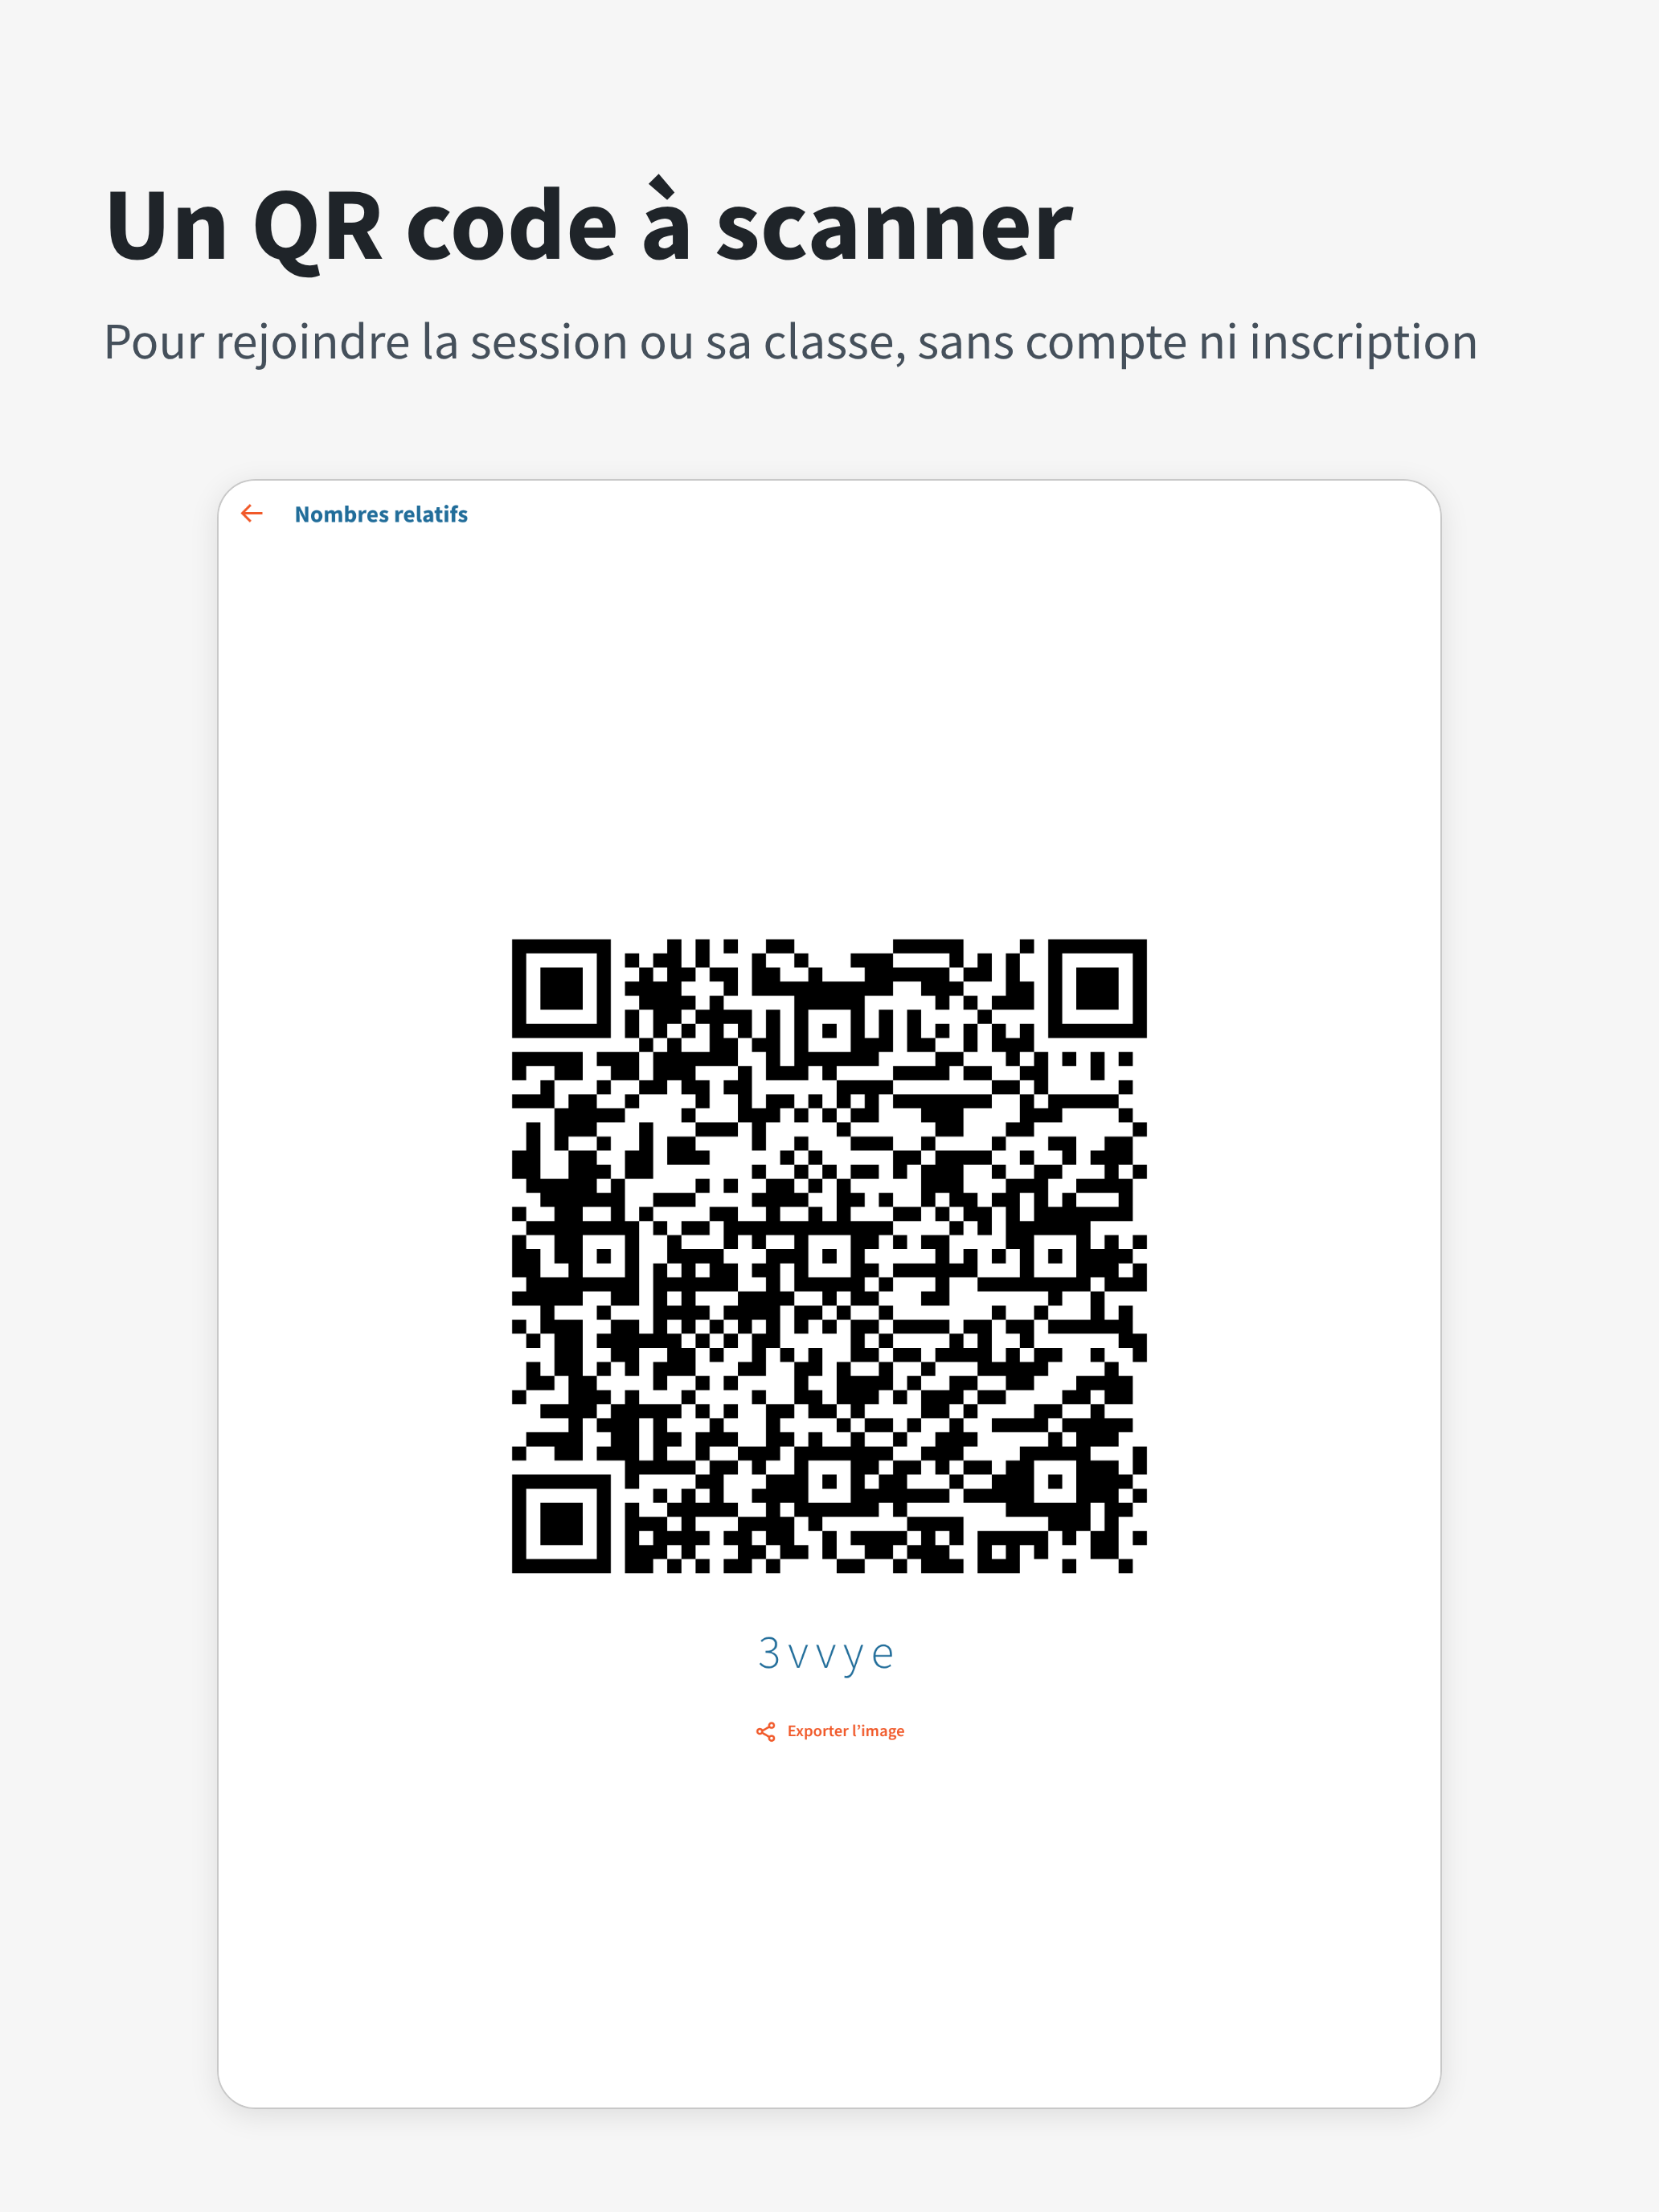 Un QR code à scanner
Pour rejoindre la session ou sa classe, sans compte ni inscription
Nombres relatifs
3vvye
Exporter l’image